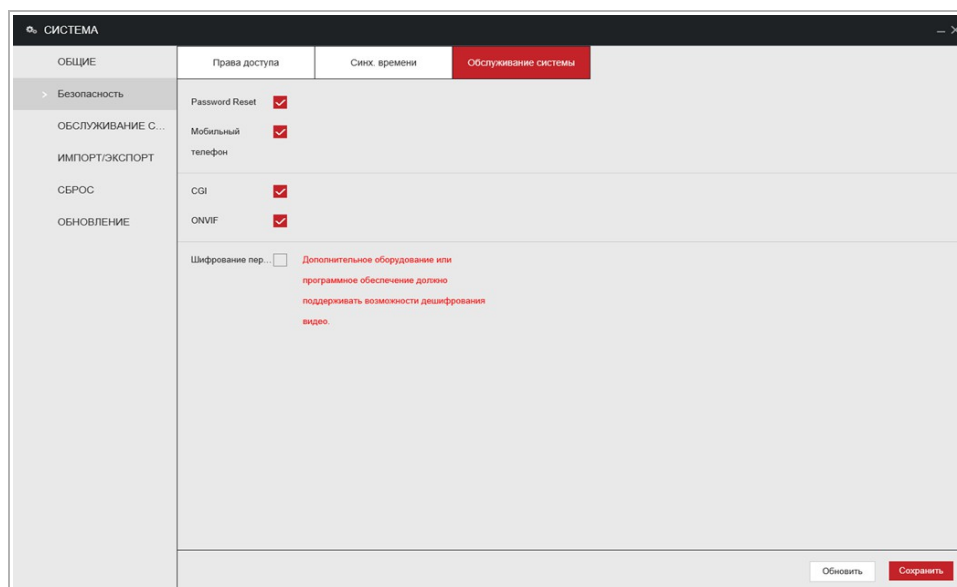 СИСТЕМА
ОБЩИЕ
Безопасность
ОБСЛУЖИВАНИЕ С...
ИМПОРТ/ЭКСПОРТ
СБРОС
ОБНОВЛЕНИЕ
Права доступа
Синх. времени
Обслуживание системы
Password Reset
Мобильный
телефон
CGI
ONVIF
Шифрование пер...
Дополнительное оборудование или
программное обеспечение должно
поддерживать возможности дешифрования
видео.
Обновить
Сохранить